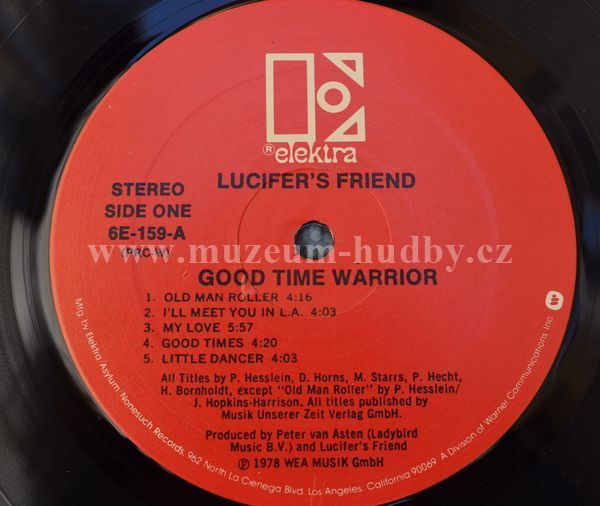 ® elektra
LUCIFER'S FRIEND
STEREO
SIDE ONE
6E-159-A
(PRC-W)
www.muzeum-hudby.cz
GOOD TIME WARRIOR
1. OLD MAN ROLLER 4:16
2. I'LL MEET YOU IN L.A. 4:03
3. MY LOVE 5:57
4. GOOD TIMES 4:20
5. LITTLE DANCER 4:03
All Titles by P. Hesslein, D. Horns, M. Starrs, P. Hecht,
H. Bornholdt, except "Old Man Roller" by P. Hesslein/
J. Hopkins-Harrison. All titles published by
Musik Unserer Zeit Verlag GmbH.
Produced by Peter van Asten (Ladybird
Music B.V.) and Lucifer's Friend
℗ 1978 WEA MUSIK GmbH
Mfg. by Elektra/Asylum/Nonesuch Records, 962 North La Cienega Blvd. Los Angeles, California 90069 A Division of Warner Communications Inc.